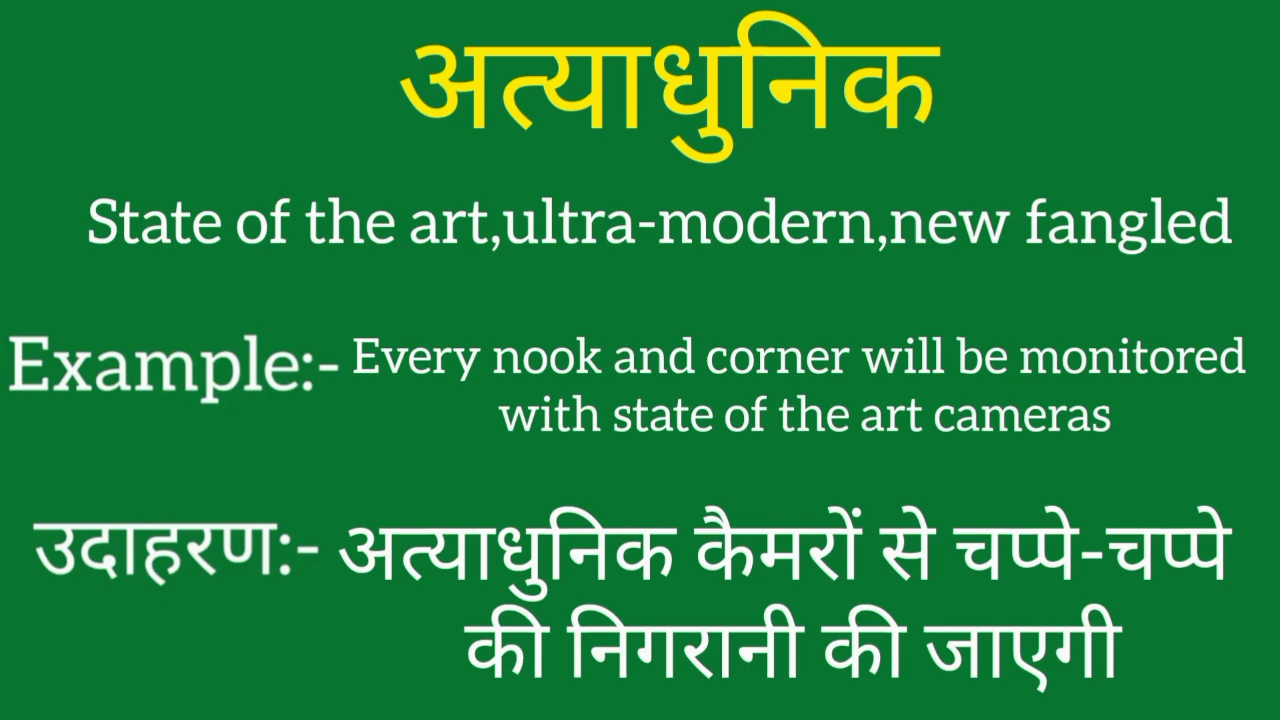 अत्याधुनिक
State of the art,ultra-modern,new fangled
Example:- Every nook and corner will be monitored
with state of the art cameras
उदाहरण:- अत्याधुनिक कैमरों से चप्पे-चप्पे
की निगरानी की जाएगी